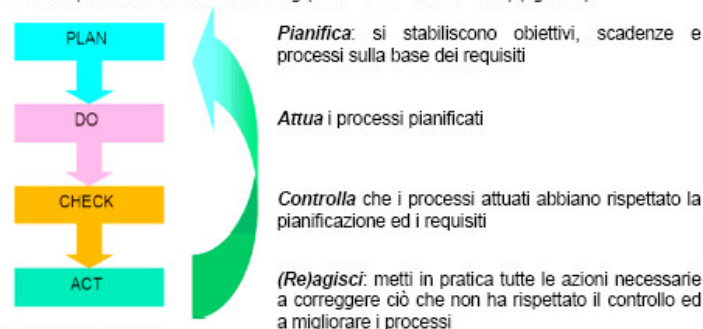 PLAN
Pianifica: si stabiliscono obiettivi, scadenze e
processi sulla base dei requisiti
DO
Attua i processi pianificati
CHECK
Controlla che i processi attuati abbiano rispettato la
pianificazione ed i requisiti
ACT
(Re)agisci: metti in pratica tutte le azioni necessarie
a correggere ciò che non ha rispettato il controllo ed
a migliorare i processi